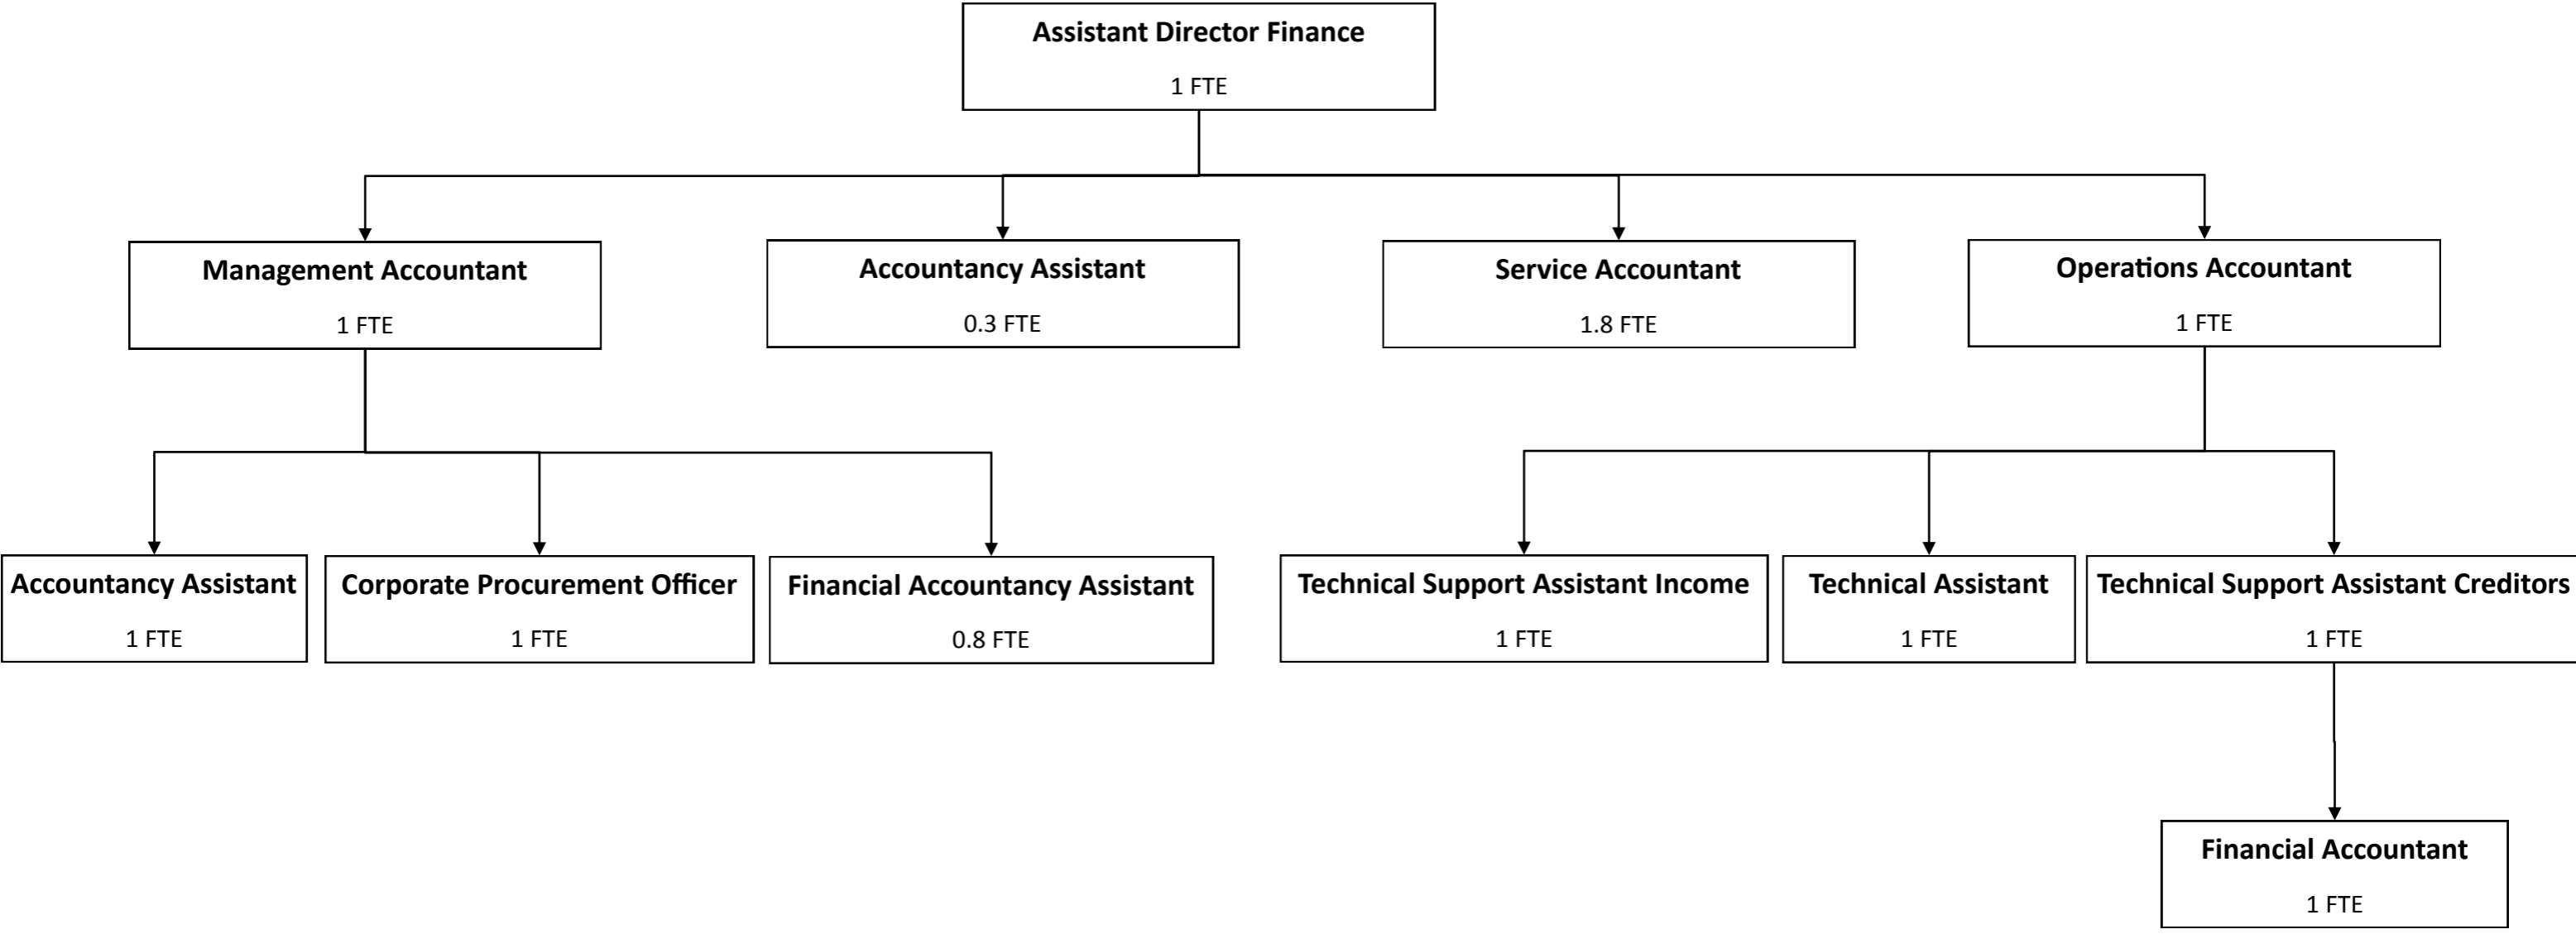 Assistant Director Finance
1 FTE
Management Accountant
1 FTE
Accountancy Assistant
0.3 FTE
Service Accountant
1.8 FTE
Operations Accountant
1 FTE
Accountancy Assistant
1 FTE
Corporate Procurement Officer
1 FTE
Financial Accountancy Assistant
0.8 FTE
Technical Support Assistant Income
1 FTE
Technical Assistant
1 FTE
Technical Support Assistant Creditors
1 FTE
Financial Accountant
1 FTE